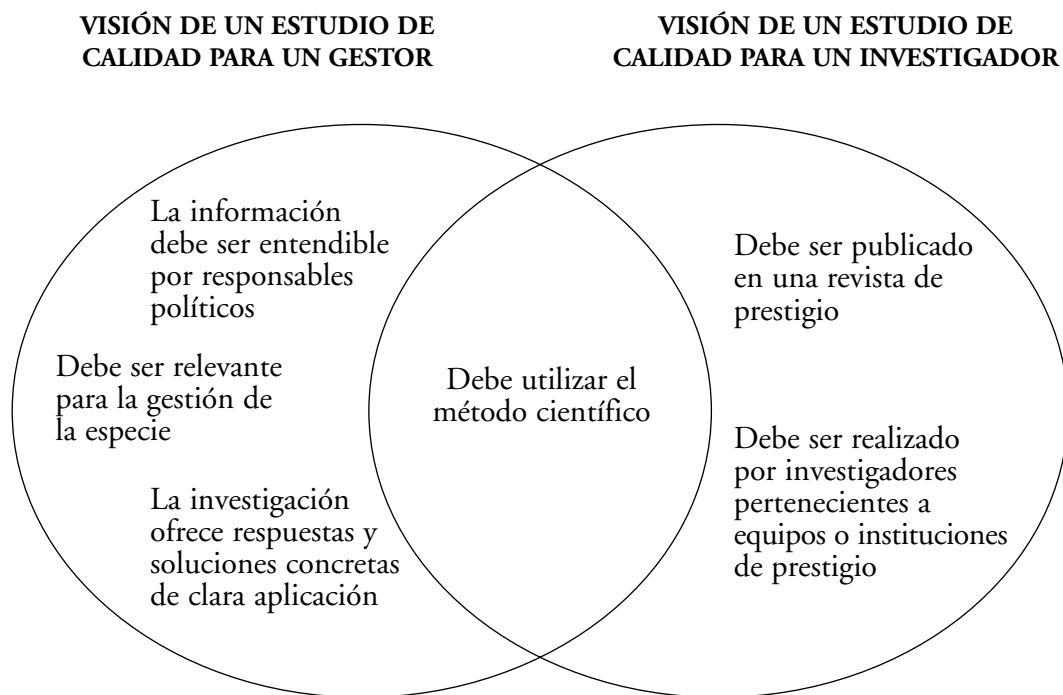 VISIÓN DE UN ESTUDIO DE
CALIDAD PARA UN GESTOR
VISIÓN DE UN ESTUDIO DE
CALIDAD PARA UN INVESTIGADOR
La información
debe ser entendible
por responsables
políticos
Debe ser relevante
para la gestión de
la especie
La investigación
ofrece respuestas y
soluciones concretas
de clara aplicación
Debe utilizar el
método científico
Debe ser publicado
en una revista de
prestigio
Debe ser realizado
por investigadores
pertenecientes a
equipos o instituciones
de prestigio